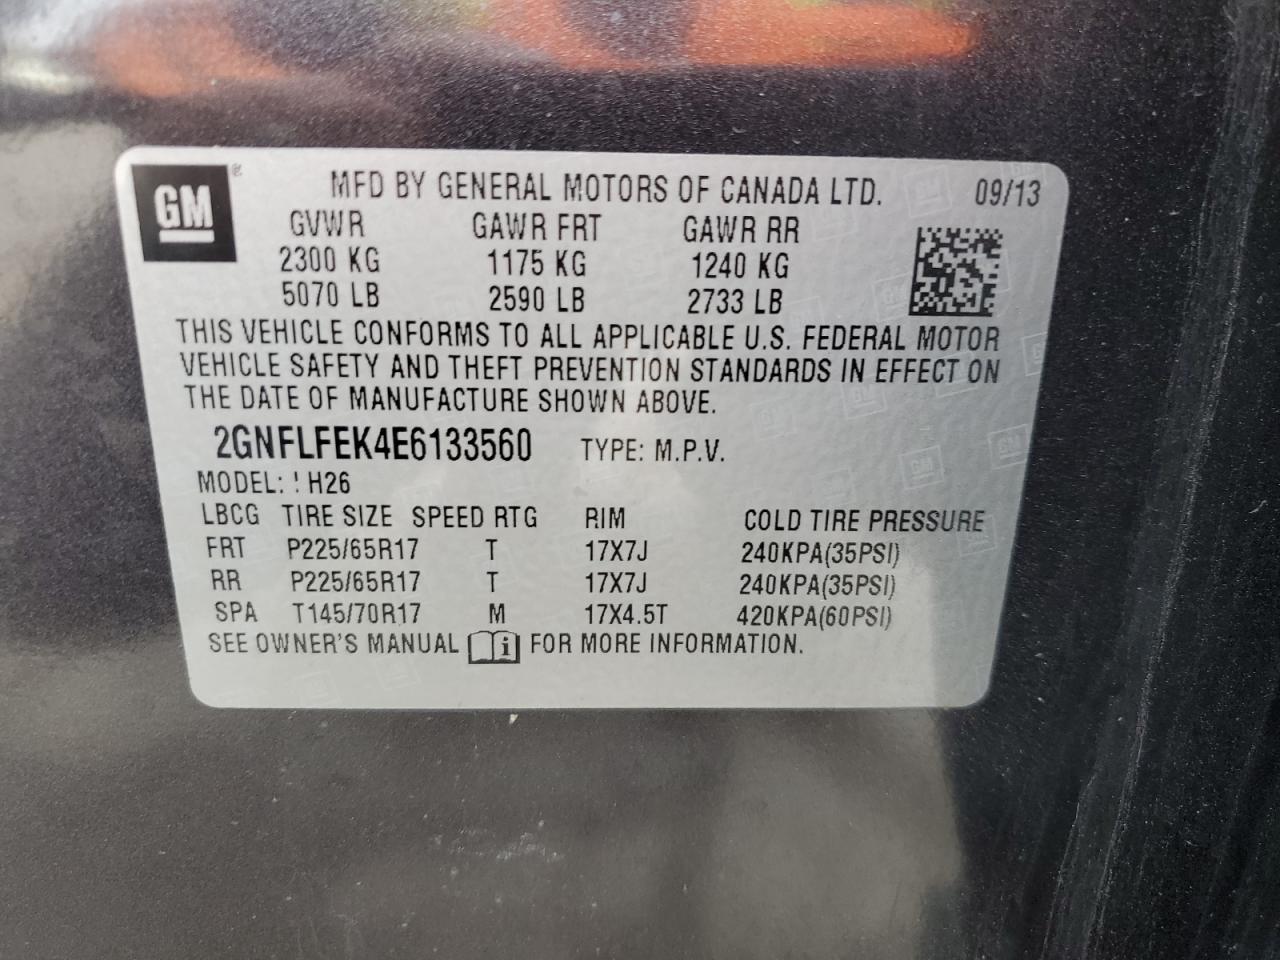 GM® MFD BY GENERAL MOTORS OF CANADA LTD. 09/13
GVWR GAWR FRT GAWR RR
2300 KG 1175 KG 1240 KG
5070 LB 2590 LB 2733 LB
THIS VEHICLE CONFORMS TO ALL APPLICABLE U.S. FEDERAL MOTOR
VEHICLE SAFETY AND THEFT PREVENTION STANDARDS IN EFFECT ON
THE DATE OF MANUFACTURE SHOWN ABOVE.
2GNFLFEK4E6133560 TYPE: M.P.V.
MODEL: ! H26
LBCG TIRE SIZE SPEED RTG RIM COLD TIRE PRESSURE
FRT P225/65R17 T 17X7J 240KPA(35PSI)
RR P225/65R17 T 17X7J 240KPA(35PSI)
SPA T145/70R17 M 17X4.5T 420KPA(60PSI)
SEE OWNER'S MANUAL i FOR MORE INFORMATION.